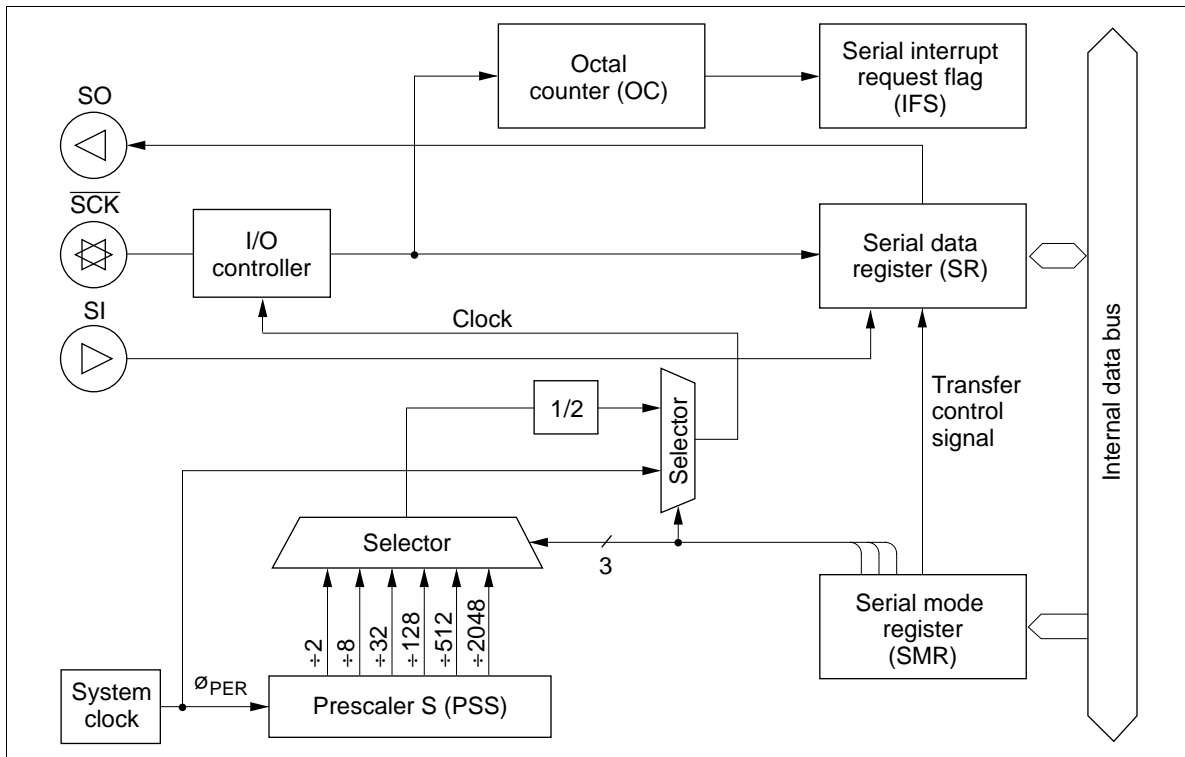 Octal
counter (OC)
Serial interrupt
request flag
(IFS)
SO
SCK
I/O
controller
Serial data
register (SR)
SI
Clock
1/2
Selector
Transfer
control
signal
Internal data bus
Selector
3
÷2
÷8
÷32
÷128
÷512
÷2048
Serial mode
register
(SMR)
System
clock
øPER
Prescaler S (PSS)